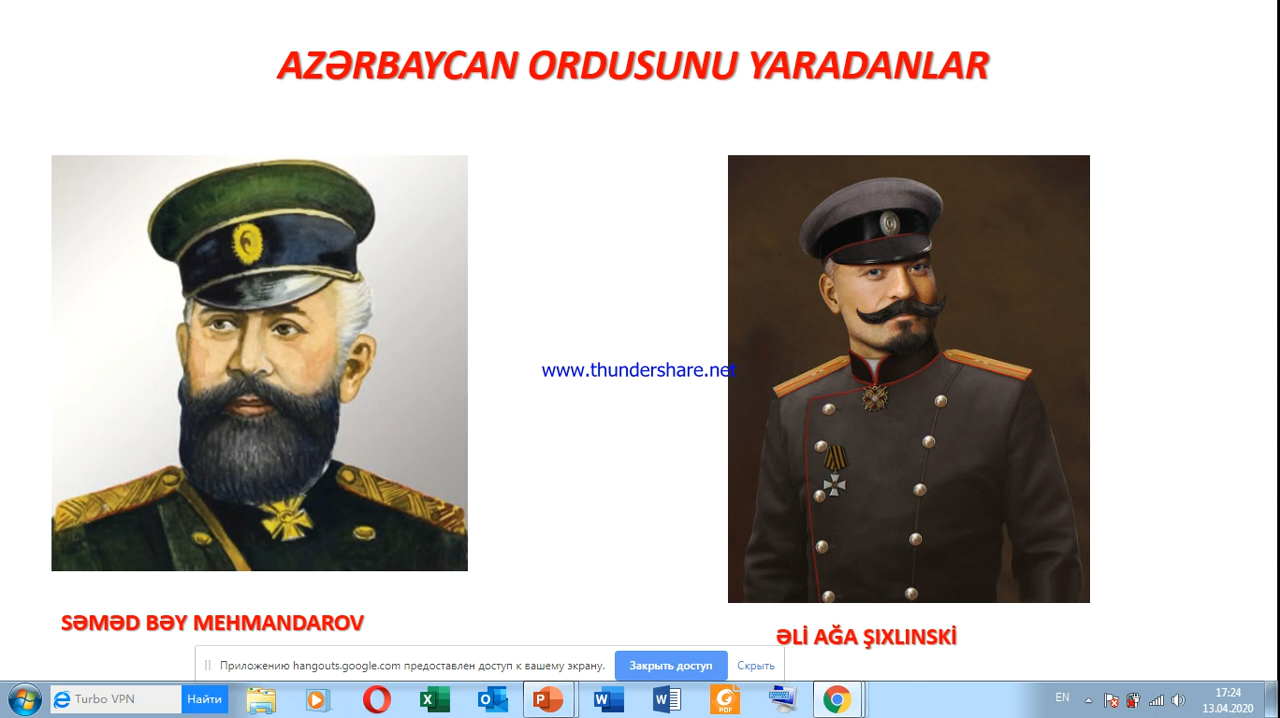 AZƏRBAYCAN ORDUSUNU YARADANLAR
www.thundershare.net
SƏMƏD BƏY MEHMANDAROV
ƏLİ AĞA ŞIXLINSKİ
Приложению hangouts.google.com предоставлен доступ к вашему экрану.
Закрыть доступ
Скрыть
Turbo VPN
Найти
PDF
EN
17:24
13.04.2020